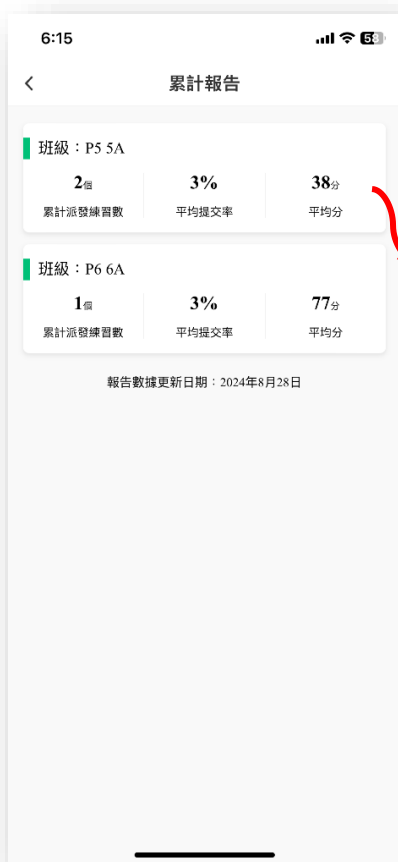 6:15
58
累計報告
班級：P5 5A
2個 3% 38分
累計派發練習數 平均提交率 平均分
班級：P6 6A
1個 3% 77分
累計派發練習數 平均提交率 平均分
報告數據更新日期：2024年8月28日